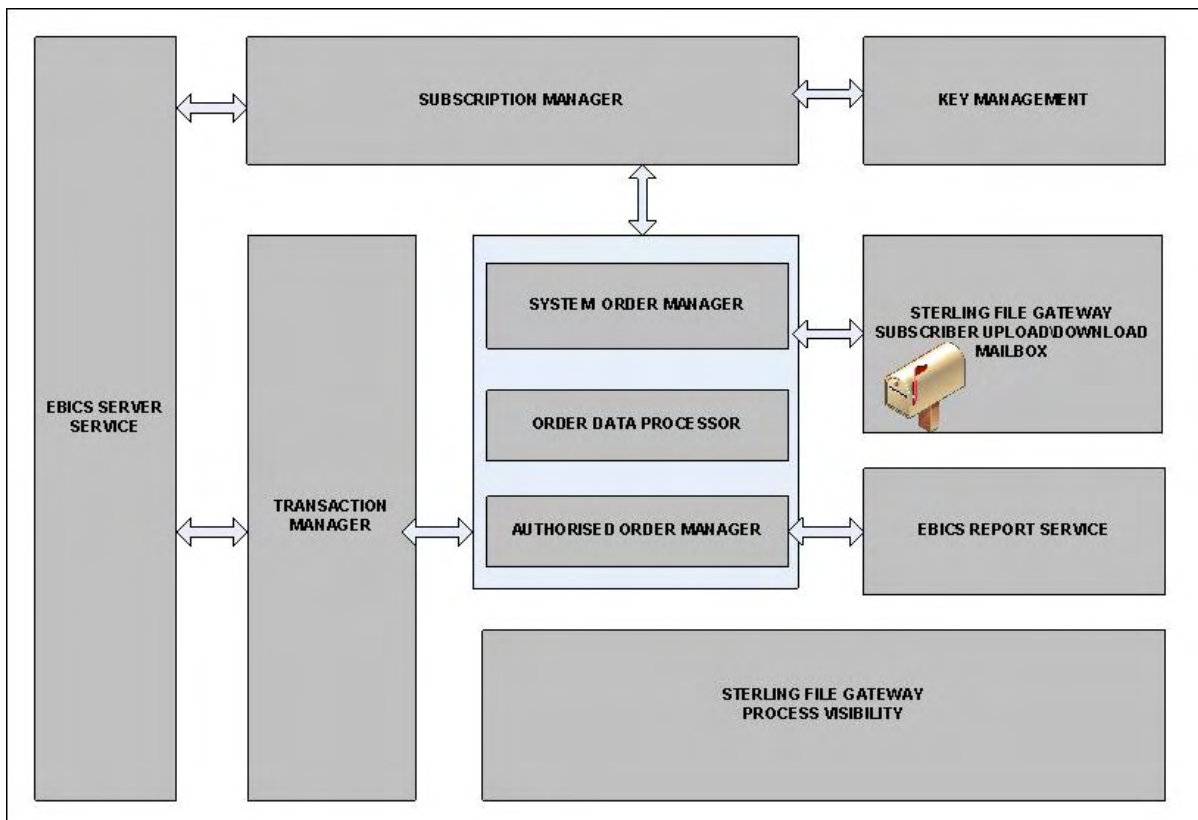 SUBSCRIPTION MANAGER
KEY MANAGEMENT
SYSTEM ORDER MANAGER
STERLING FILE GATEWAY
SUBSCRIBER UPLOAD\DOWNLOAD
MAILBOX
EBICS SERVER
SERVICE
ORDER DATA PROCESSOR
TRANSACTION
MANAGER
AUTHORISED ORDER MANAGER
EBICS REPORT SERVICE
STERLING FILE GATEWAY
PROCESS VISIBILITY